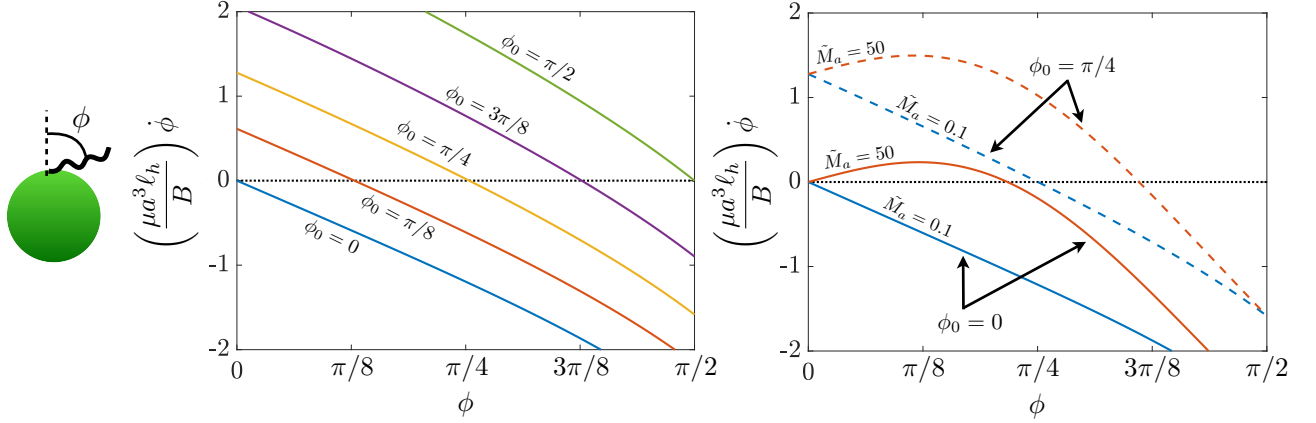 ϕ
(μa³ℓ_h / B) ϕ̇
2
1
0
-1
-2
ϕ₀ = π/2
ϕ₀ = 3π/8
ϕ₀ = π/4
ϕ₀ = π/8
ϕ₀ = 0
0 π/8 π/4 3π/8 π/2
ϕ
(μa³ℓ_h / B) ϕ̇
2
1
0
-1
-2
M̃ₐ = 50
ϕ₀ = π/4
M̃ₐ = 0.1
M̃ₐ = 50
M̃ₐ = 0.1
ϕ₀ = 0
0 π/8 π/4 3π/8 π/2
ϕ